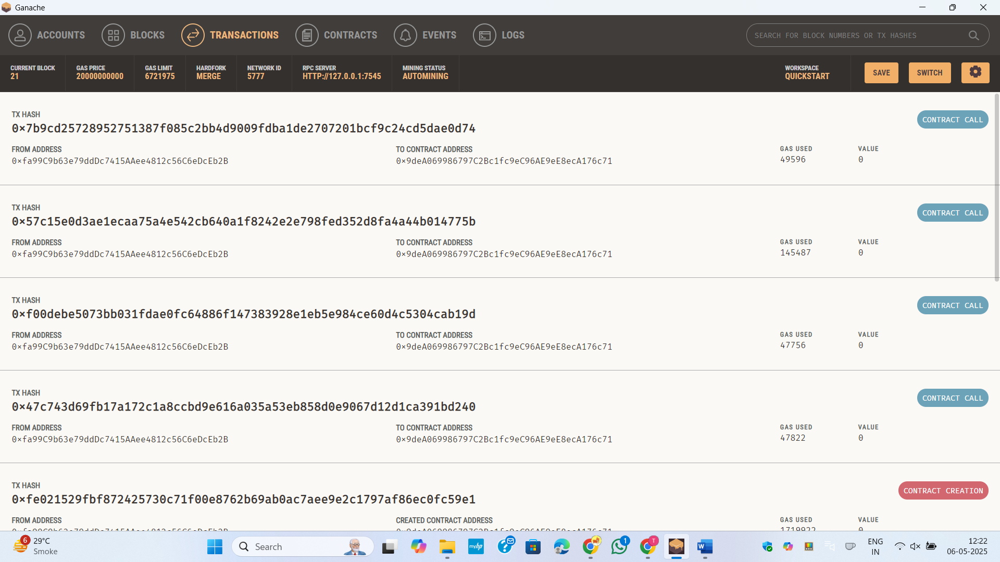 Ganache
ACCOUNTS BLOCKS TRANSACTIONS CONTRACTS EVENTS LOGS SEARCH FOR BLOCK NUMBERS OR TX HASHES
CURRENT BLOCK GAS PRICE GAS LIMIT HARDFORK NETWORK ID RPC SERVER MINING STATUS WORKSPACE
21 20000000000 6721975 MERGE 5777 HTTP://127.0.0.1:7545 AUTOMINING QUICKSTART SAVE SWITCH
TX HASH
0×7b9cd25728952751387f085c2bb4d9009fdba1de2707201bcf9c24cd5dae0d74 CONTRACT CALL
FROM ADDRESS TO CONTRACT ADDRESS GAS USED VALUE
0×fa99C9b63e79ddDc7415AAee4812c56C6eDcEb2B 0×9deA069986797C2Bc1fc9eC96AE9eE8ecA176c71 49596 0
TX HASH
0×57c15e0d3ae1ecaa75a4e542cb640a1f8242e2e798fed352d8fa4a44b014775b CONTRACT CALL
FROM ADDRESS TO CONTRACT ADDRESS GAS USED VALUE
0×fa99C9b63e79ddDc7415AAee4812c56C6eDcEb2B 0×9deA069986797C2Bc1fc9eC96AE9eE8ecA176c71 145487 0
TX HASH
0×f00debe5073bb031fdae0fc64886f147383928e1eb5e984ce60d4c5304cab19d CONTRACT CALL
FROM ADDRESS TO CONTRACT ADDRESS GAS USED VALUE
0×fa99C9b63e79ddDc7415AAee4812c56C6eDcEb2B 0×9deA069986797C2Bc1fc9eC96AE9eE8ecA176c71 47756 0
TX HASH
0×47c743d69fb17a172c1a8ccbd9e616a035a53eb858d0e9067d12d1ca391bd240 CONTRACT CALL
FROM ADDRESS TO CONTRACT ADDRESS GAS USED VALUE
0×fa99C9b63e79ddDc7415AAee4812c56C6eDcEb2B 0×9deA069986797C2Bc1fc9eC96AE9eE8ecA176c71 47822 0
TX HASH
0×fe021529fbf872425730c71f00e8762b69ab0ac7aee9e2c1797af86ec0fc59e1 CONTRACT CREATION
FROM ADDRESS CREATED CONTRACT ADDRESS GAS USED VALUE
0×fa99C9b63e79ddDc7415AAee4812c56C6eDcEb2B 0×9deA069986797C2Bc1fc9eC96AE9eE8ecA176c71 1719922 0
6 29°C
Smoke
Search myhp 1 T W
ENG
IN
12:22
06-05-2025